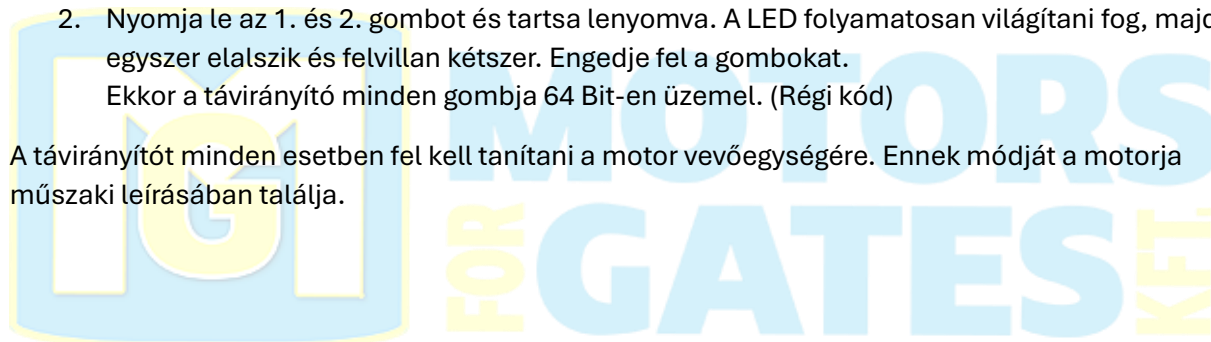 2. Nyomja le az 1. és 2. gombot és tartsa lenyomva. A LED folyamatosan világítani fog, majd
egyszer elalszik és felvillan kétszer. Engedje fel a gombokat.
Ekkor a távirányító minden gombja 64 Bit-en üzemel. (Régi kód)
A távirányítót minden esetben fel kell tanítani a motor vevőegységére. Ennek módját a motorja
műszaki leírásában találja.
MG
MOTORS
FOR
GATES
KFT.